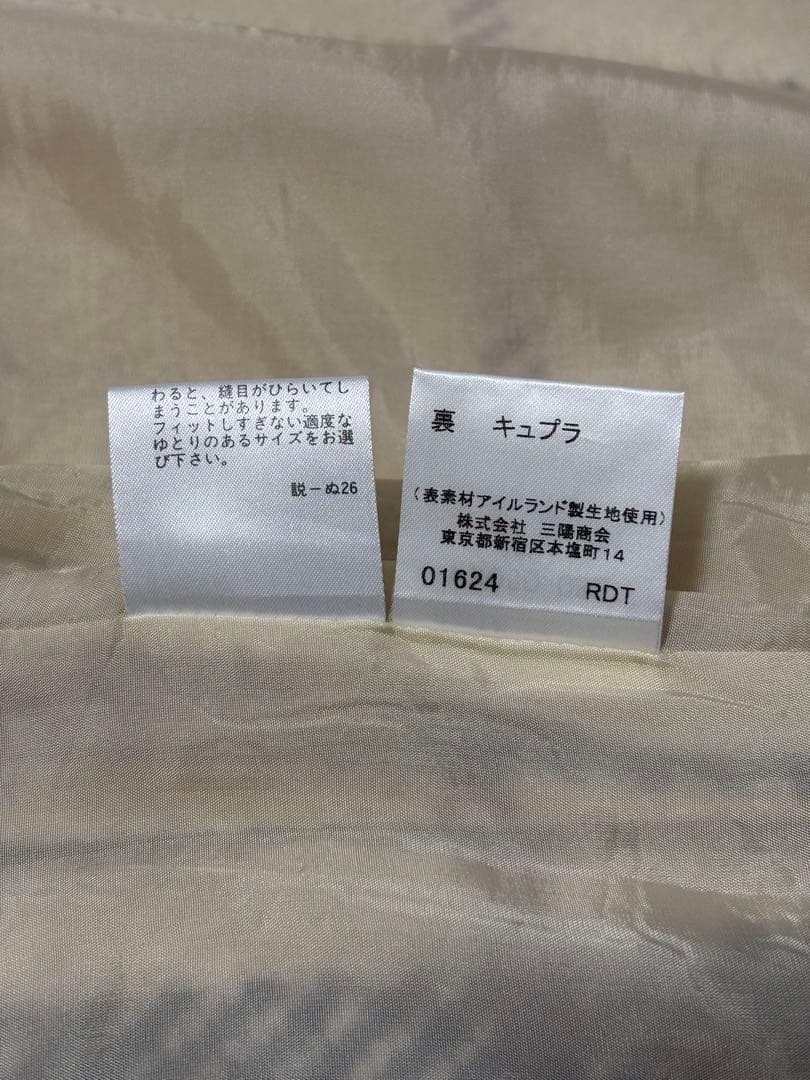 わると、縫目がひらいてし
まうことがあります。
フィットしすぎない適度な
ゆとりのあるサイズをお選
び下さい。
説－ぬ26
裏 キュプラ
(表素材アイルランド製生地使用)
株式会社 三陽商会
東京都新宿区本塩町14
01624 RDT